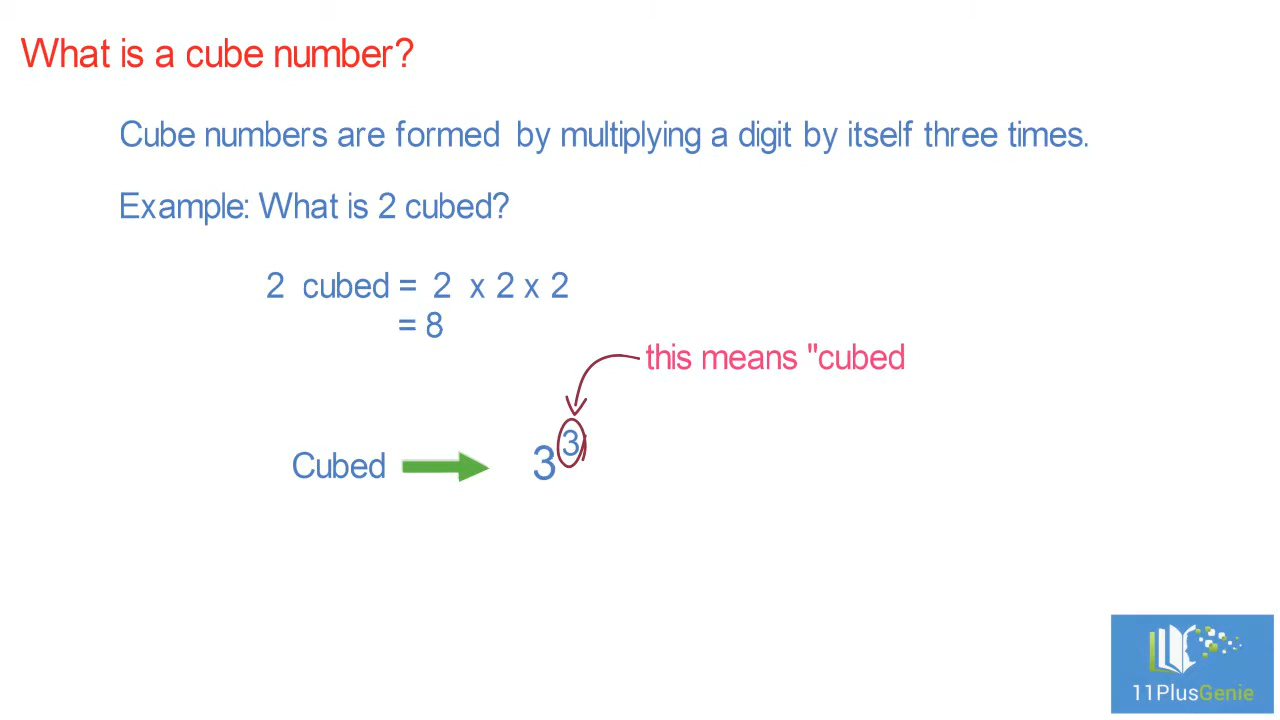 What is a cube number?
Cube numbers are formed by multiplying a digit by itself three times.
Example: What is 2 cubed?
2 cubed = 2 x 2 x 2
= 8
this means "cubed
Cubed 3³
11PlusGenie